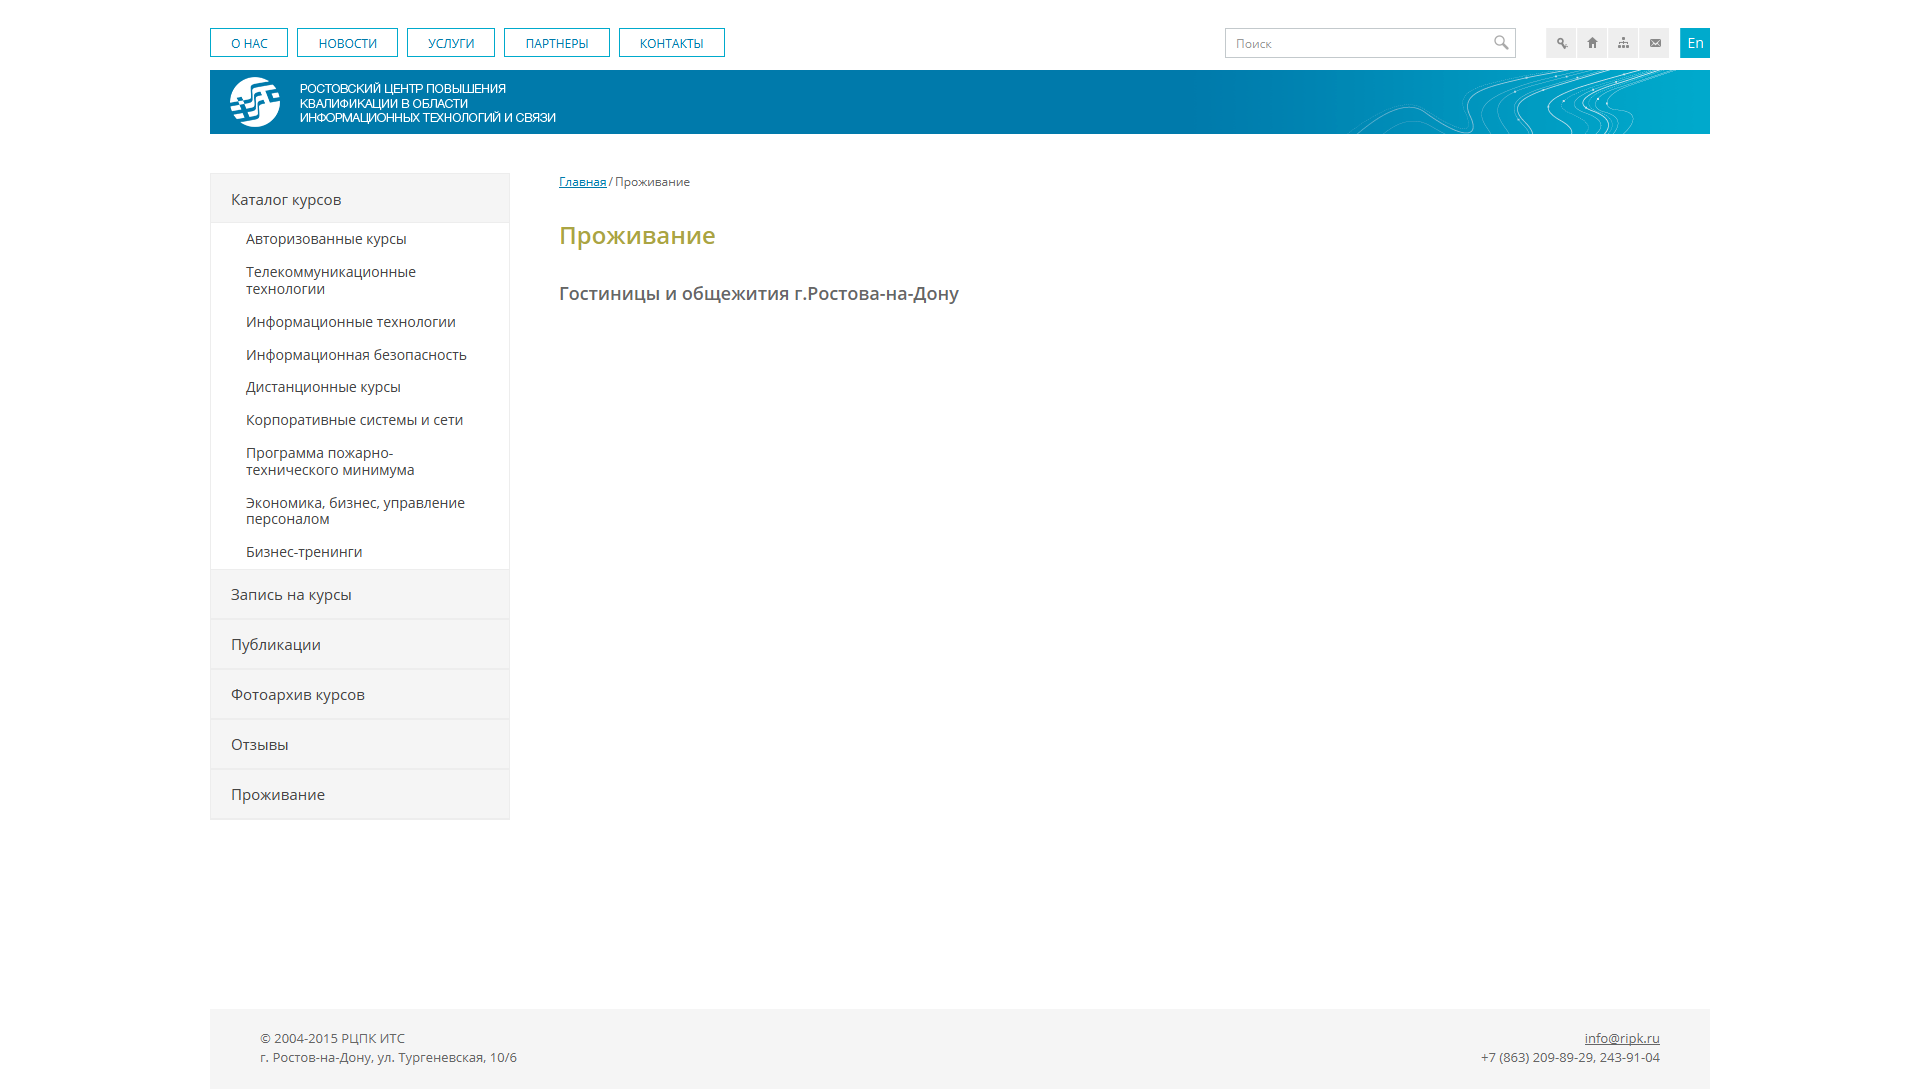 О НАС
НОВОСТИ
УСЛУГИ
ПАРТНЕРЫ
КОНТАКТЫ
Поиск
En
РОСТОВСКИЙ ЦЕНТР ПОВЫШЕНИЯ
КВАЛИФИКАЦИИ В ОБЛАСТИ
ИНФОРМАЦИОННЫХ ТЕХНОЛОГИЙ И СВЯЗИ
Каталог курсов
Авторизованные курсы
Телекоммуникационные
технологии
Информационные технологии
Информационная безопасность
Дистанционные курсы
Корпоративные системы и сети
Программа пожарно-
технического минимума
Экономика, бизнес, управление
персоналом
Бизнес-тренинги
Запись на курсы
Публикации
Фотоархив курсов
Отзывы
Проживание
Главная / Проживание
Проживание
Гостиницы и общежития г.Ростова-на-Дону
© 2004-2015 РЦПК ИТС
г. Ростов-на-Дону, ул. Тургеневская, 10/6
info@ripk.ru
+7 (863) 209-89-29, 243-91-04